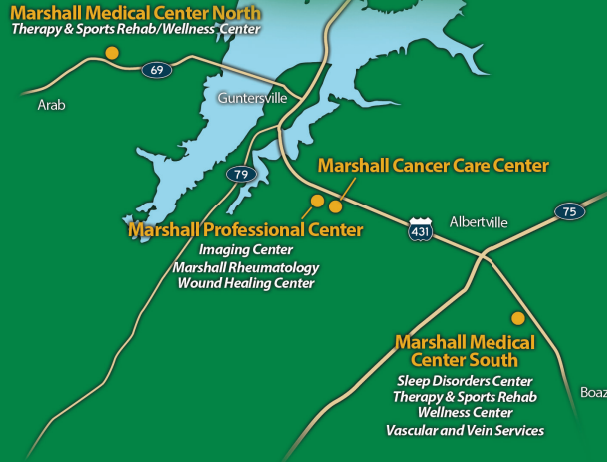 Marshall Medical Center North
Therapy & Sports Rehab/Wellness Center
69
Arab
Guntersville
79
Marshall Cancer Care Center
Marshall Professional Center
Imaging Center
Marshall Rheumatology
Wound Healing Center
431
Albertville
75
Marshall Medical
Center South
Sleep Disorders Center
Therapy & Sports Rehab
Wellness Center
Vascular and Vein Services
Boaz